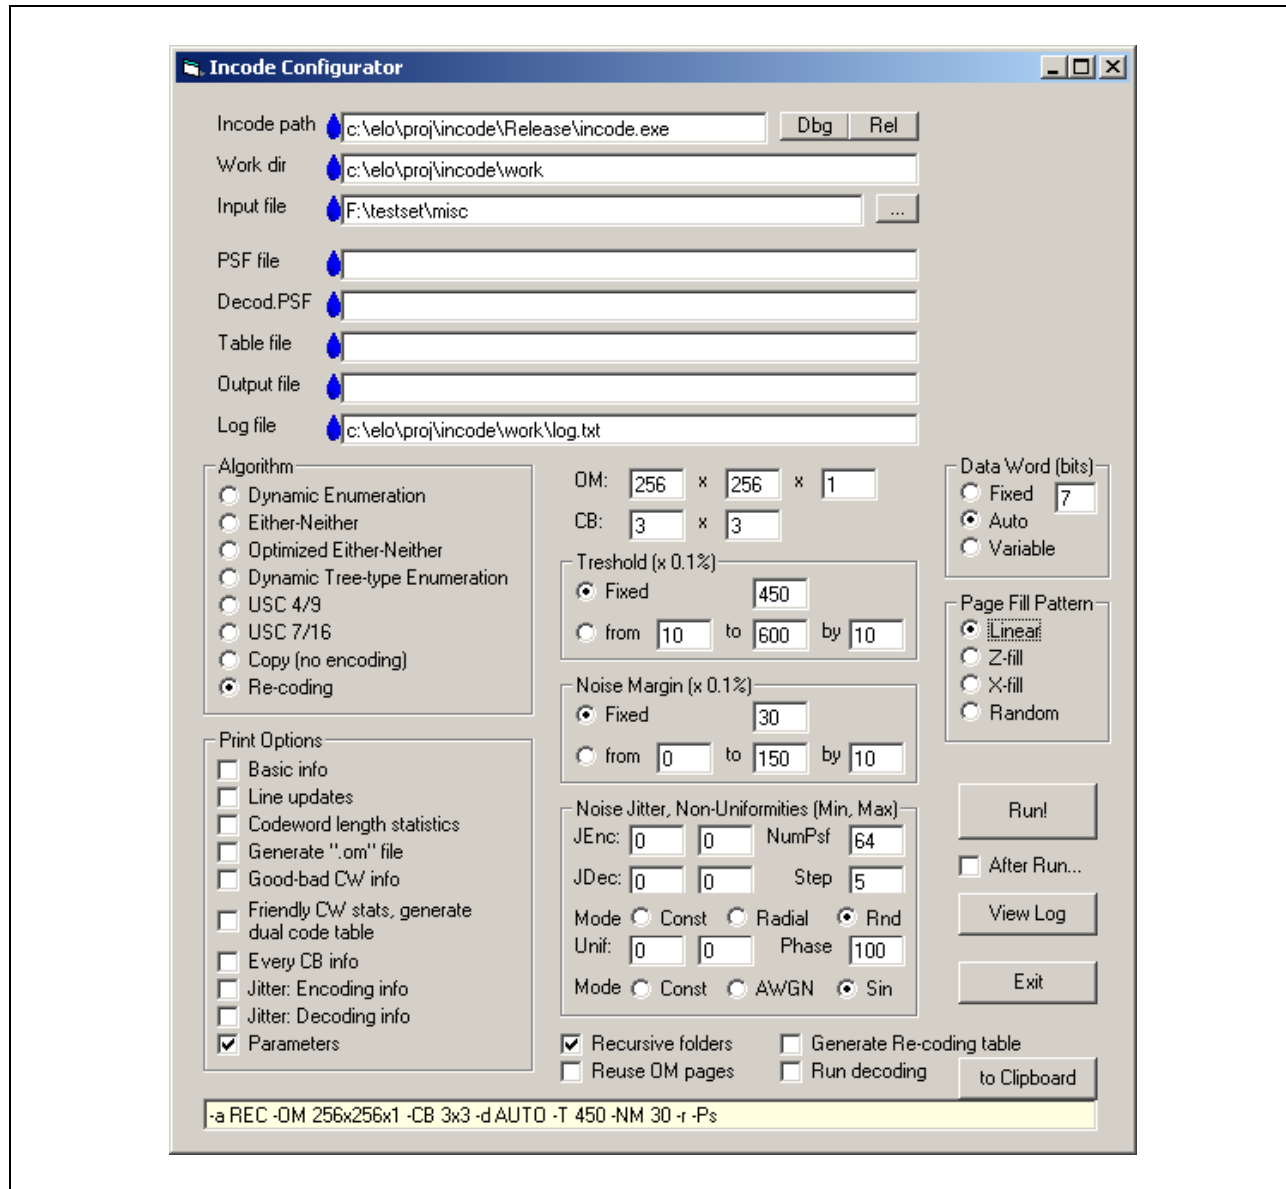 Incode Configurator
Incode path c:\elo\proj\incode\Release\incode.exe Dbg Rel
Work dir c:\elo\proj\incode\work
Input file F:\testset\misc ...
PSF file
Decod.PSF
Table file
Output file
Log file c:\elo\proj\incode\work\log.txt
Algorithm
Dynamic Enumeration
Either-Neither
Optimized Either-Neither
Dynamic Tree-type Enumeration
USC 4/9
USC 7/16
Copy (no encoding)
Re-coding
Print Options
Basic info
Line updates
Codeword length statistics
Generate ".om" file
Good-bad CW info
Friendly CW stats, generate
dual code table
Every CB info
Jitter: Encoding info
Jitter: Decoding info
Parameters
OM: 256 x 256 x 1
CB: 3 x 3
Treshold (x 0.1%)
Fixed 450
from 10 to 600 by 10
Noise Margin (x 0.1%)
Fixed 30
from 0 to 150 by 10
Noise Jitter, Non-Uniformities (Min, Max)
JEnc: 0 0 NumPsf 64
JDec: 0 0 Step 5
Mode Const Radial Rnd
Unif: 0 0 Phase 100
Mode Const AWGN Sin
Data Word (bits)
Fixed 7
Auto
Variable
Page Fill Pattern
Linear
Z-fill
X-fill
Random
Run!
After Run...
View Log
Exit
Recursive folders Generate Re-coding table
Reuse OM pages Run decoding to Clipboard
-a REC -OM 256x256x1 -CB 3x3 -d AUTO -T 450 -NM 30 -r -Ps